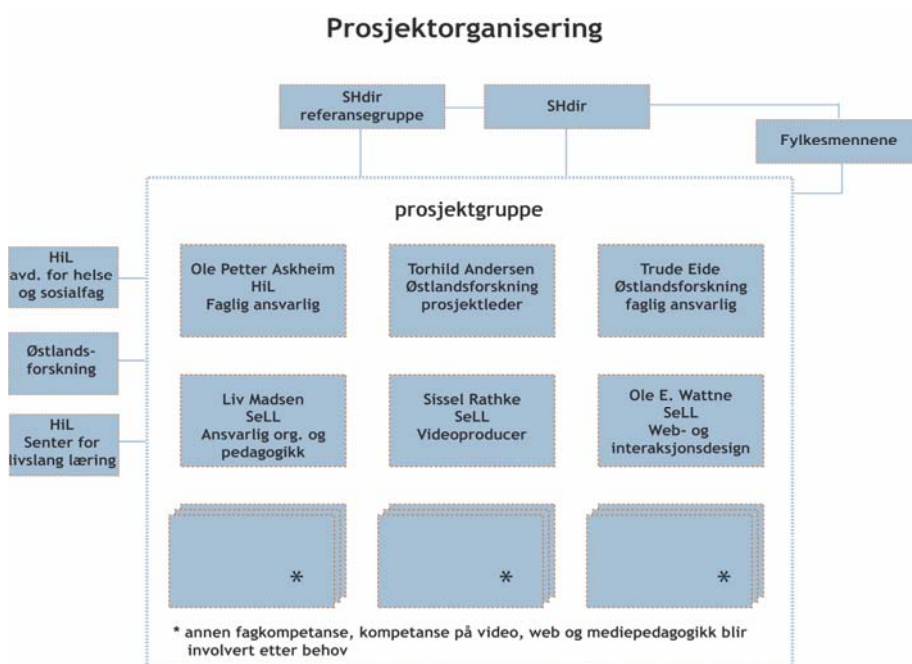 Prosjektorganisering
SHdir
referansegruppe
SHdir
Fylkesmennene
prosjektgruppe
HiL
avd. for helse
og sosialfag
Østlands-
forskning
HiL
Senter for
livslang læring
Ole Petter Askheim
HiL
Faglig ansvarlig
Torhild Andersen
Østlandsforskning
prosjektleder
Trude Eide
Østlandsforskning
faglig ansvarlig
Liv Madsen
SeLL
Ansvarlig org. og
pedagogikk
Sissel Rathke
SeLL
Videoproducer
Ole E. Wattne
SeLL
Web- og
interaksjonsdesign
*
*
*
* annen fagkompetanse, kompetanse på video, web og mediepedagogikk blir
involvert etter behov